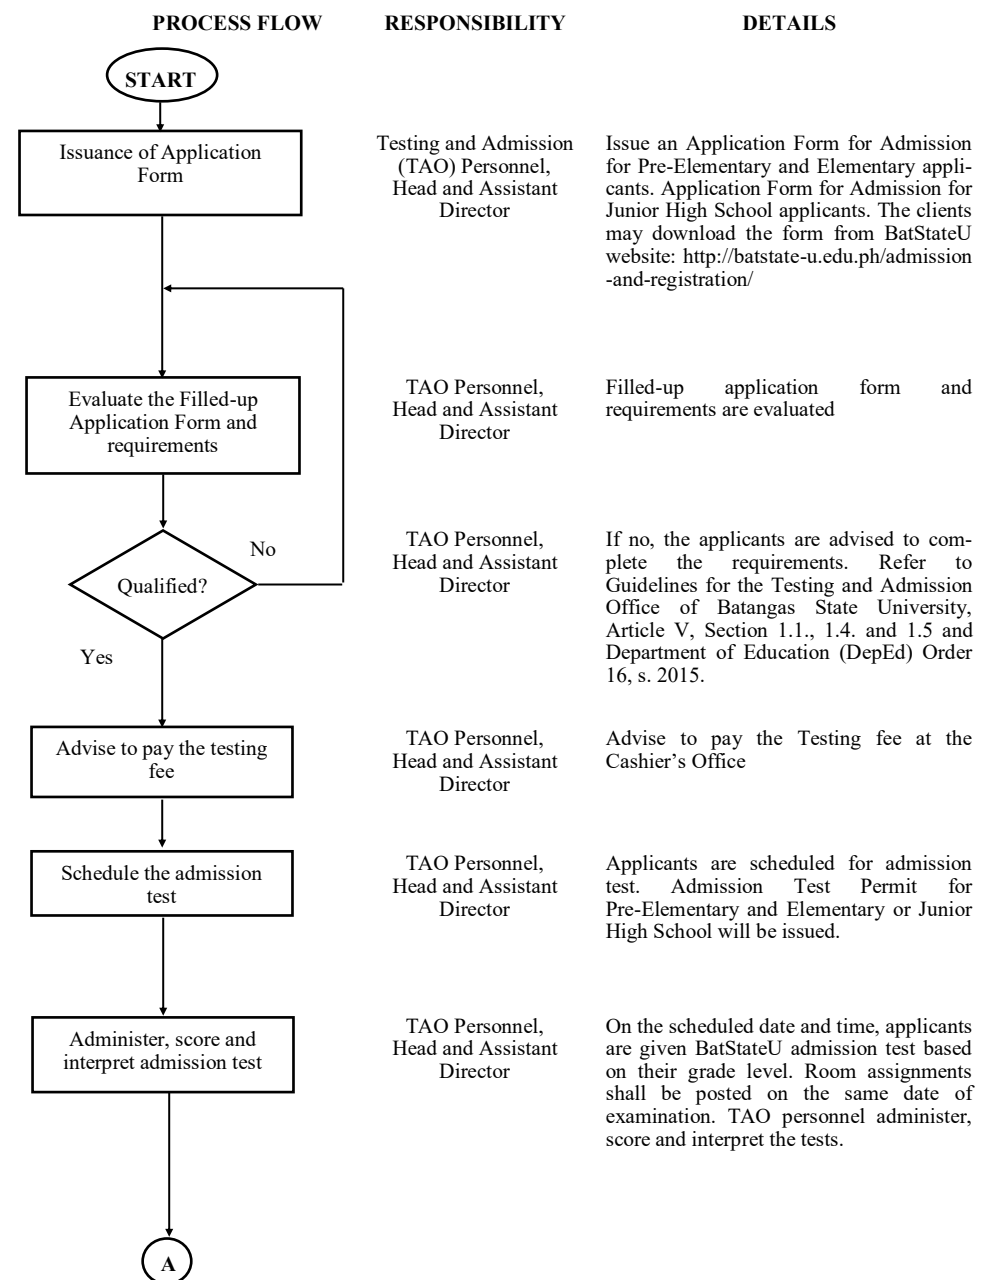 PROCESS FLOW RESPONSIBILITY DETAILS
START
Issuance of Application
Form
Testing and Admission
(TAO) Personnel,
Head and Assistant
Director
Issue an Application Form for Admission
for Pre-Elementary and Elementary appli-
cants. Application Form for Admission for
Junior High School applicants. The clients
may download the form from BatStateU
website: http://batstate-u.edu.ph/admission
-and-registration/
Evaluate the Filled-up
Application Form and
requirements
TAO Personnel,
Head and Assistant
Director
Filled-up application form and
requirements are evaluated
Qualified?
No
Yes
TAO Personnel,
Head and Assistant
Director
If no, the applicants are advised to com-
plete the requirements. Refer to
Guidelines for the Testing and Admission
Office of Batangas State University,
Article V, Section 1.1., 1.4. and 1.5 and
Department of Education (DepEd) Order
16, s. 2015.
Advise to pay the testing
fee
TAO Personnel,
Head and Assistant
Director
Advise to pay the Testing fee at the
Cashier’s Office
Schedule the admission
test
TAO Personnel,
Head and Assistant
Director
Applicants are scheduled for admission
test. Admission Test Permit for
Pre-Elementary and Elementary or Junior
High School will be issued.
Administer, score and
interpret admission test
TAO Personnel,
Head and Assistant
Director
On the scheduled date and time, applicants
are given BatStateU admission test based
on their grade level. Room assignments
shall be posted on the same date of
examination. TAO personnel administer,
score and interpret the tests.
A